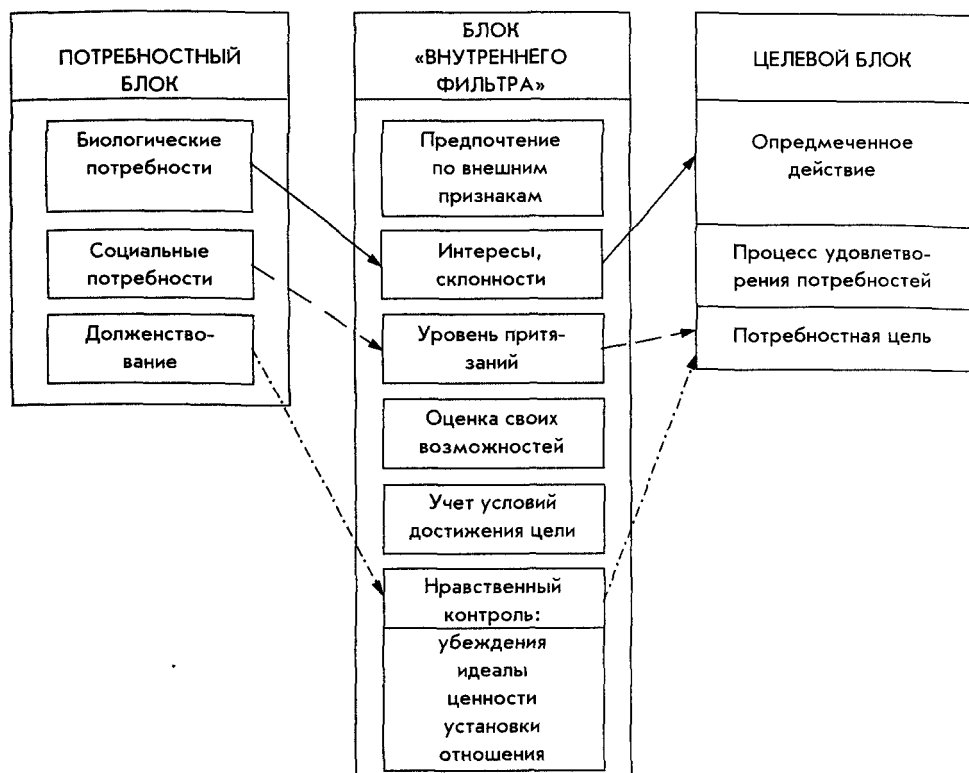 ПОТРЕБНОСТНЫЙ
БЛОК
Биологические
потребности
Социальные
потребности
Долженство-
вание
БЛОК
«ВНУТРЕННЕГО
ФИЛЬТРА»
Предпочтение
по внешним
признакам
Интересы,
склонности
Уровень притя-
заний
Оценка своих
возможностей
Учет условий
достижения цели
Нравственный
контроль:
убеждения
идеалы
ценности
установки
отношения
ЦЕЛЕВОЙ БЛОК
Опредмеченное
действие
Процесс удовлетво-
рения потребностей
Потребностная цель